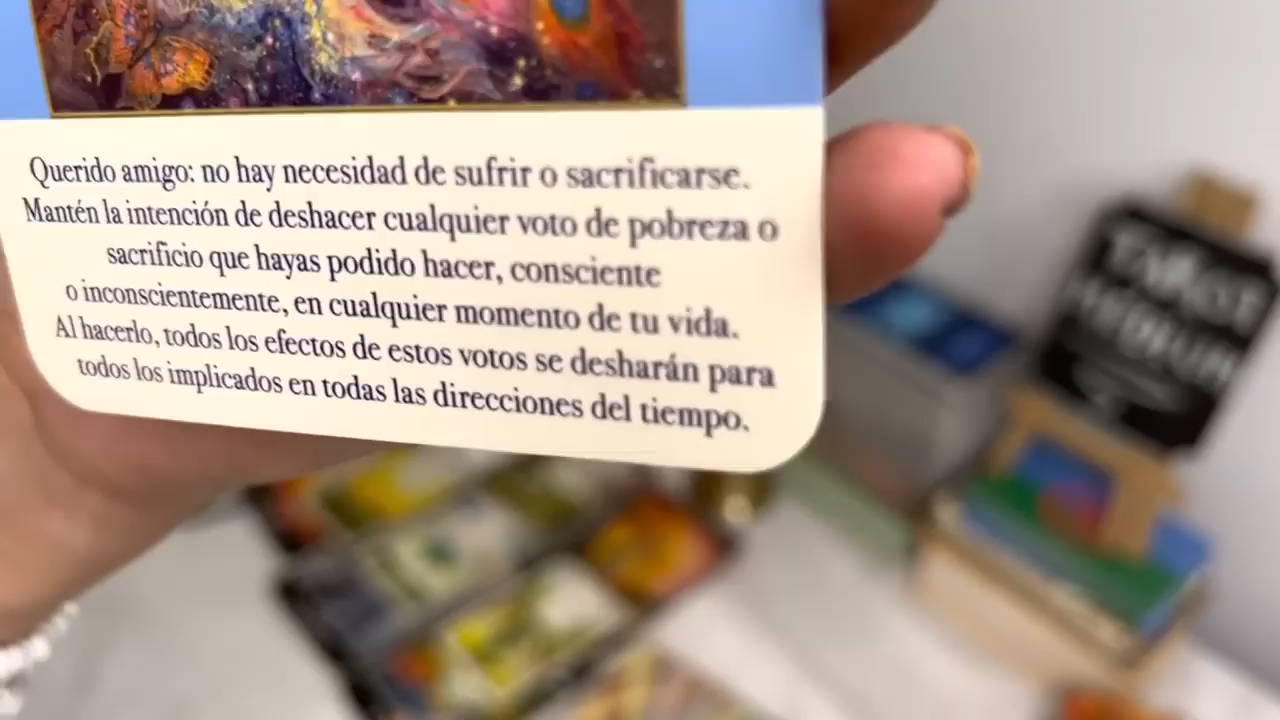 Querido amigo: no hay necesidad de sufrir o sacrificarse.
Mantén la intención de deshacer cualquier voto de pobreza o
sacrificio que hayas podido hacer, consciente
o inconscientemente, en cualquier momento de tu vida.
Al hacerlo, todos los efectos de estos votos se desharán para
todos los implicados en todas las direcciones del tiempo.
TAROT